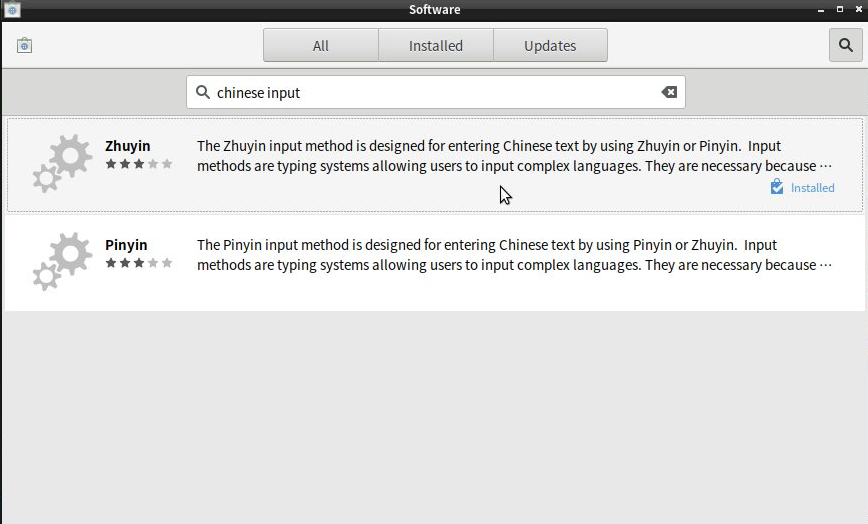 Software
All Installed Updates
chinese input
Zhuyin
The Zhuyin input method is designed for entering Chinese text by using Zhuyin or Pinyin. Input
methods are typing systems allowing users to input complex languages. They are necessary because ⋯
Installed
Pinyin
The Pinyin input method is designed for entering Chinese text by using Pinyin or Zhuyin. Input
methods are typing systems allowing users to input complex languages. They are necessary because ⋯